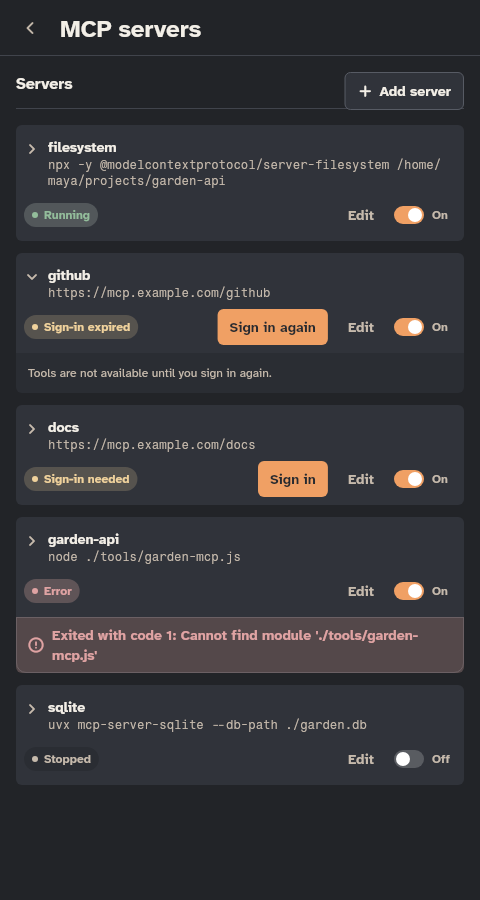 MCP servers
Servers
Add server
filesystem
npx -y @modelcontextprotocol/server-filesystem /home/
maya/projects/garden-api
Running
Edit
On
github
https://mcp.example.com/github
Sign-in expired
Sign in again
Edit
On
Tools are not available until you sign in again.
docs
https://mcp.example.com/docs
Sign-in needed
Sign in
Edit
On
garden-api
node ./tools/garden-mcp.js
Error
Edit
On
Exited with code 1: Cannot find module './tools/garden-
mcp.js'
sqlite
uvx mcp-server-sqlite --db-path ./garden.db
Stopped
Edit
Off